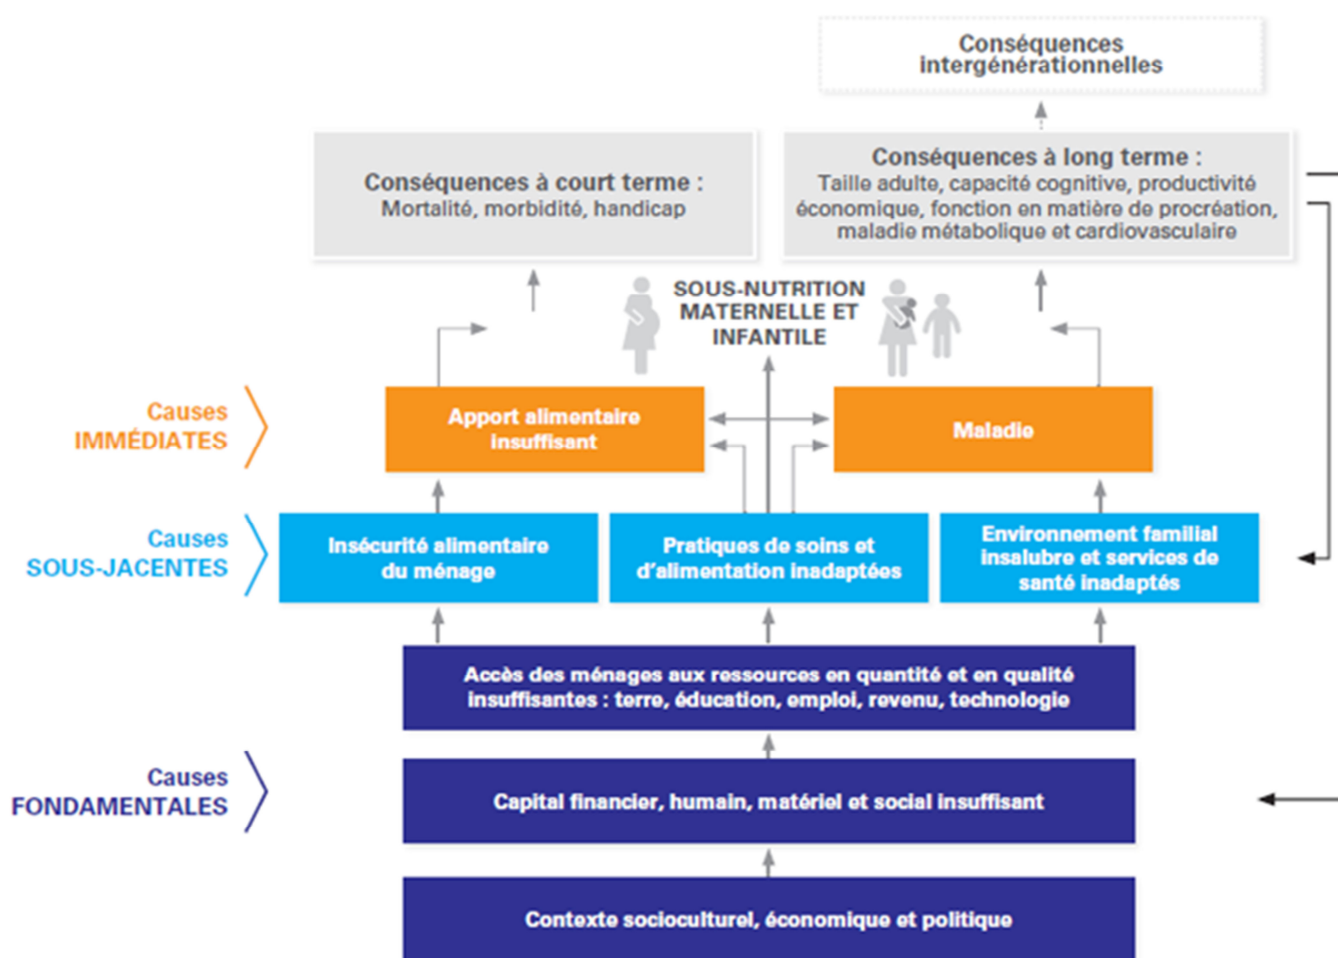 Conséquences
intergénérationnelles
Conséquences à court terme :
Mortalité, morbidité, handicap
Conséquences à long terme :
Taille adulte, capacité cognitive, productivité
économique, fonction en matière de procréation,
maladie métabolique et cardiovasculaire
SOUS-NUTRITION
MATERNELLE ET
INFANTILE
Causes
IMMÉDIATES
Apport alimentaire
insuffisant
Maladie
Causes
SOUS-JACENTES
Insécurité alimentaire
du ménage
Pratiques de soins et
d'alimentation inadaptées
Environnement familial
insalubre et services de
santé inadaptés
Accès des ménages aux ressources en quantité et en qualité
insuffisantes : terre, éducation, emploi, revenu, technologie
Causes
FONDAMENTALES
Capital financier, humain, matériel et social insuffisant
Contexte socioculturel, économique et politique